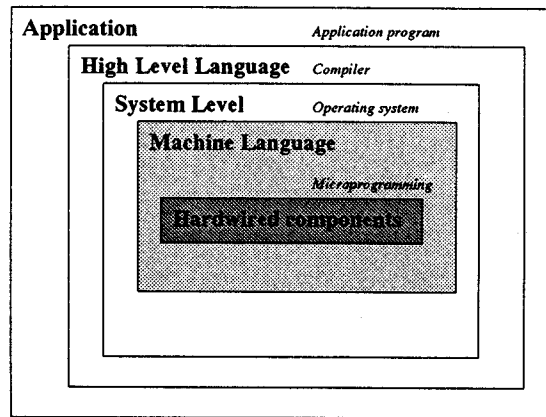 Application Application program
High Level Language Compiler
System Level Operating system
Machine Language
Microprogramming
Hardwired components